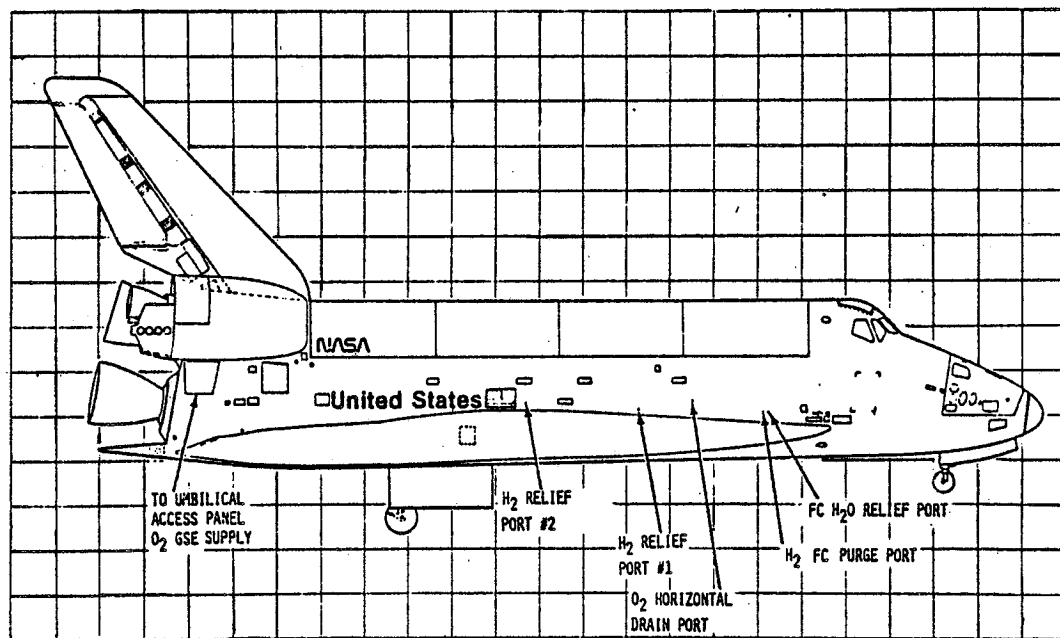 NASA
United States
TO UMBILICAL
ACCESS PANEL
O₂ GSE SUPPLY
H₂ RELIEF
PORT #2
H₂ RELIEF
PORT #1
O₂ HORIZONTAL
DRAIN PORT
FC H₂O RELIEF PORT
H₂ FC PURGE PORT